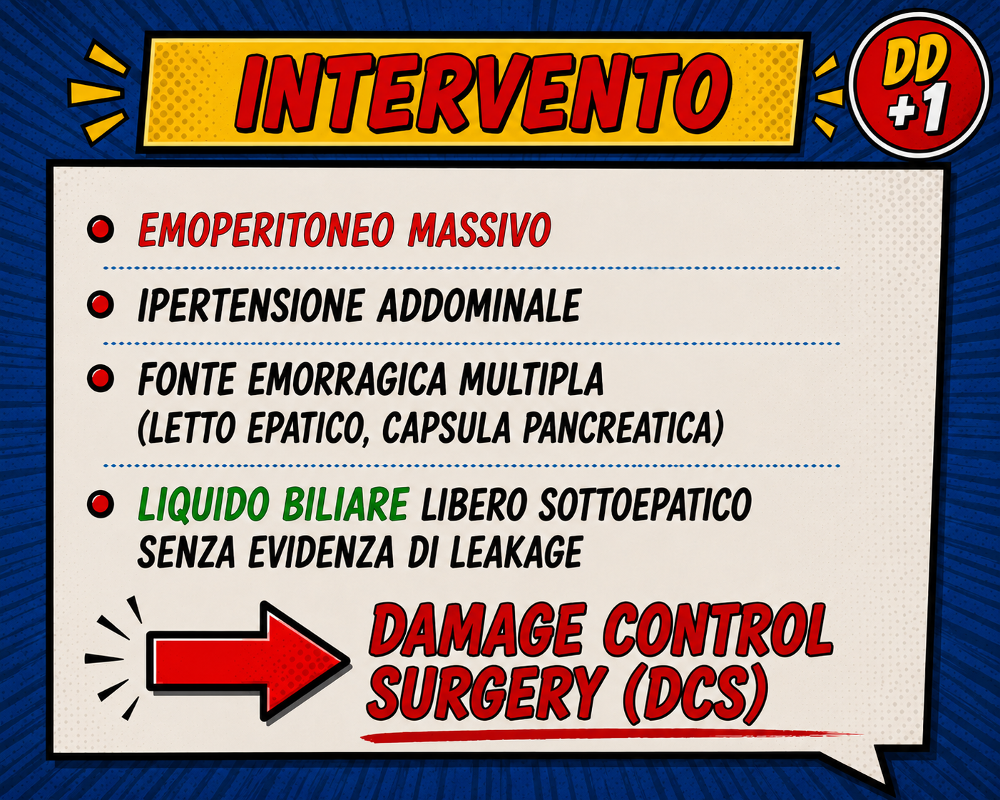 INTERVENTO
DD
+1
EMOPERITONEO MASSIVO
IPERTENSIONE ADDOMINALE
FONTE EMORRAGICA MULTIPLA
(LETTO EPATICO, CAPSULA PANCREATICA)
LIQUIDO BILIARE LIBERO SOTTOEPATICO
SENZA EVIDENZA DI LEAKAGE
DAMAGE CONTROL
SURGERY (DCS)